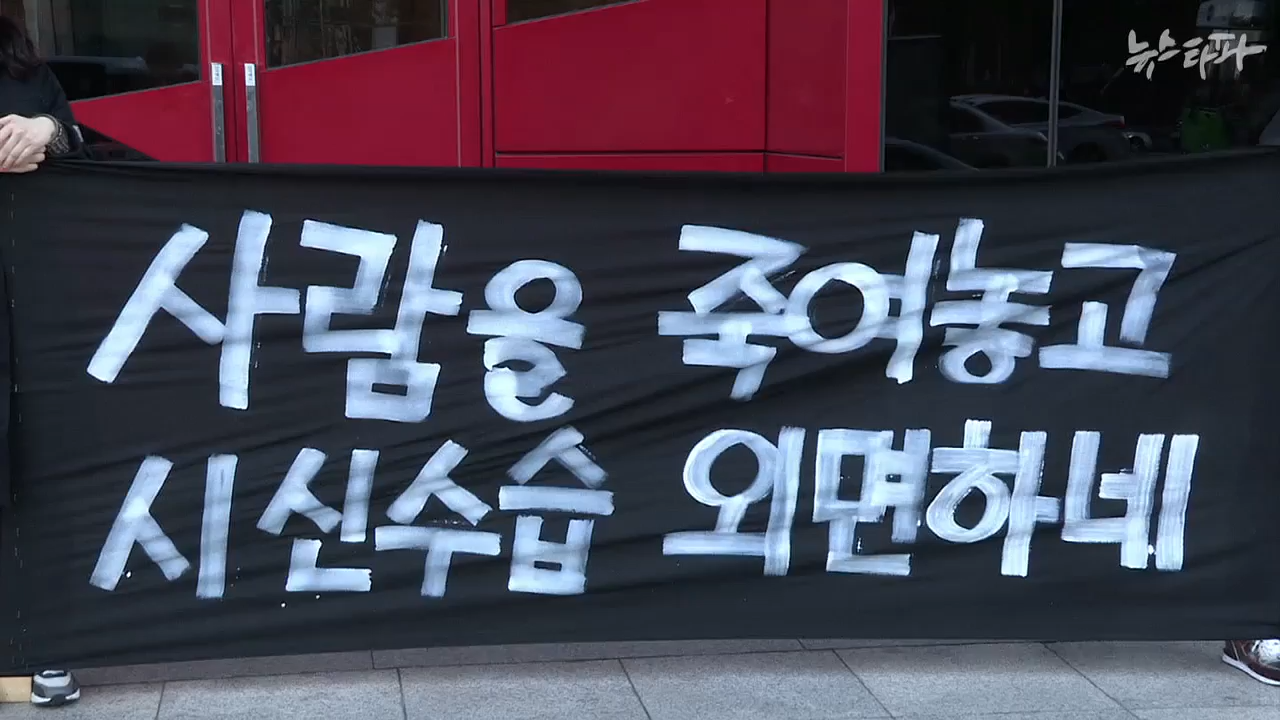 뉴스타파
사람을 죽여놓고
시신수습 외면하네